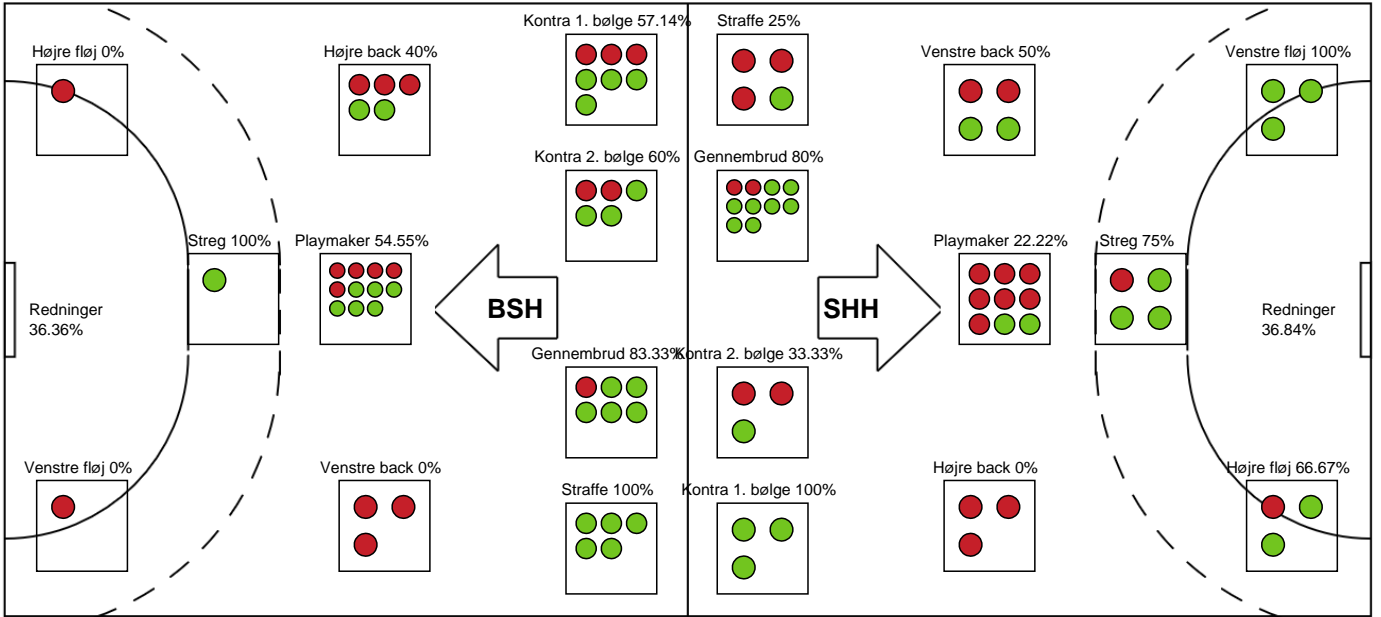 Kontra 1. bølge 57.14%
Straffe 25%
Højre fløj 0%
Højre back 40%
Venstre back 50%
Venstre fløj 100%
Kontra 2. bølge 60%
Gennembrud 80%
Streg 100%
Playmaker 54.55%
Playmaker 22.22%
Streg 75%
BSH
SHH
Redninger
36.36%
Redninger
36.84%
Gennembrud 83.33%
Kontra 2. bølge 33.33%
Venstre fløj 0%
Venstre back 0%
Højre back 0%
Højre fløj 66.67%
Straffe 100%
Kontra 1. bølge 100%